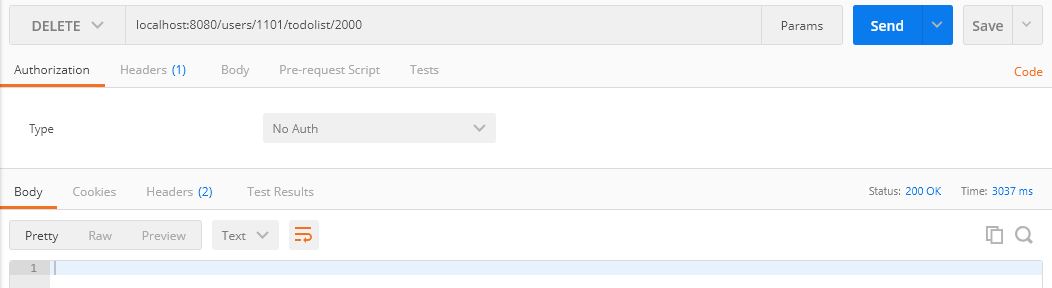 DELETE localhost:8080/users/1101/todolist/2000 Params Send Save
Authorization Headers (1) Body Pre-request Script Tests Code
Type No Auth
Body Cookies Headers (2) Test Results Status: 200 OK Time: 3037 ms
Pretty Raw Preview Text
1